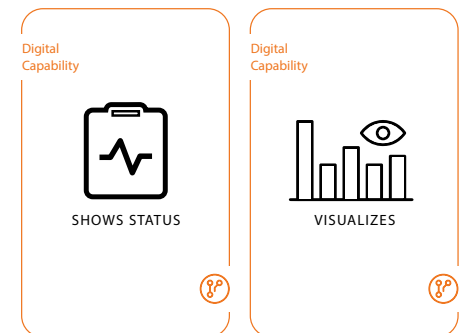 Digital
Capability
SHOWS STATUS
Digital
Capability
VISUALIZES